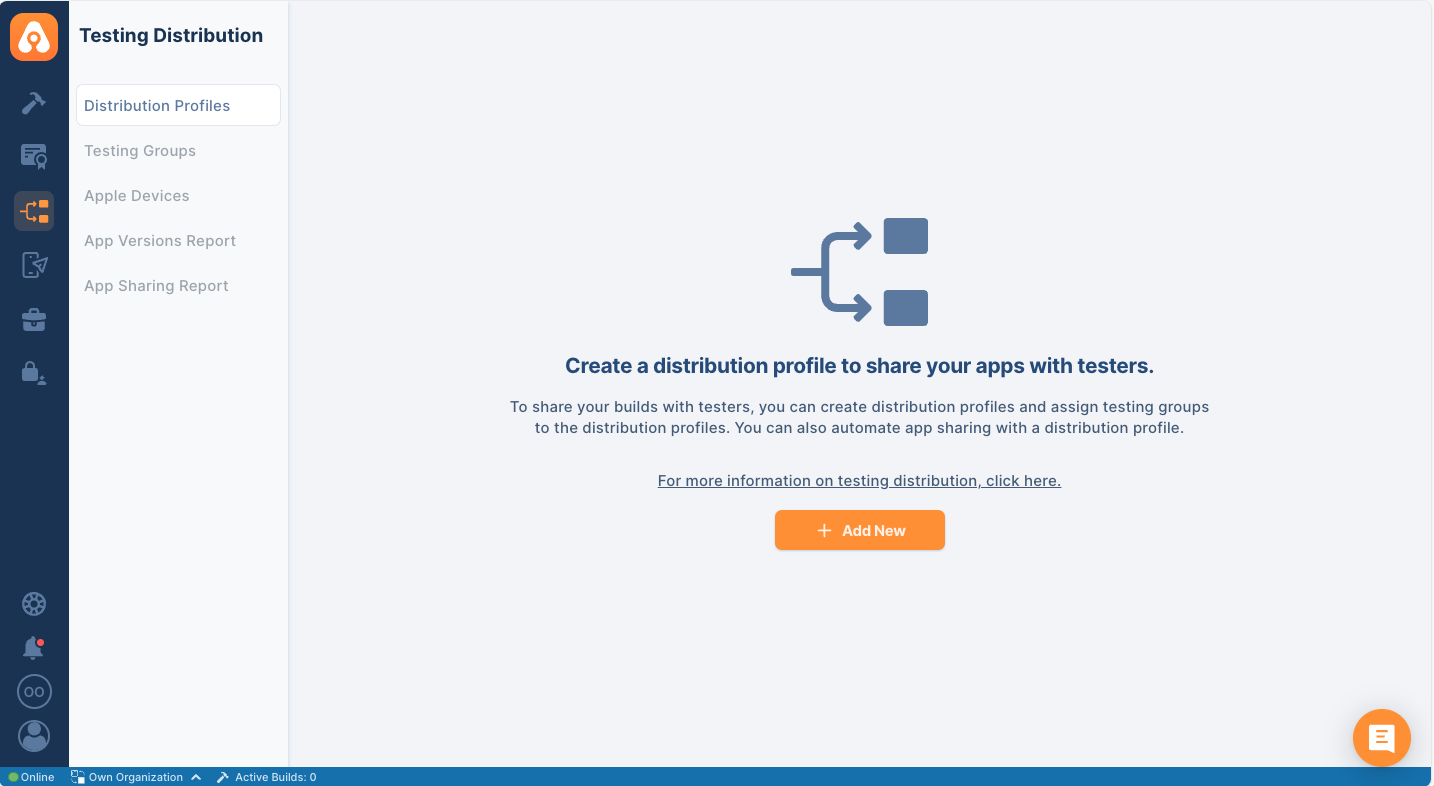 Testing Distribution
Distribution Profiles
Testing Groups
Apple Devices
App Versions Report
App Sharing Report
Create a distribution profile to share your apps with testers.
To share your builds with testers, you can create distribution profiles and assign testing groups
to the distribution profiles. You can also automate app sharing with a distribution profile.
For more information on testing distribution, click here.
Add New
OO
Online
Own Organization
Active Builds: 0